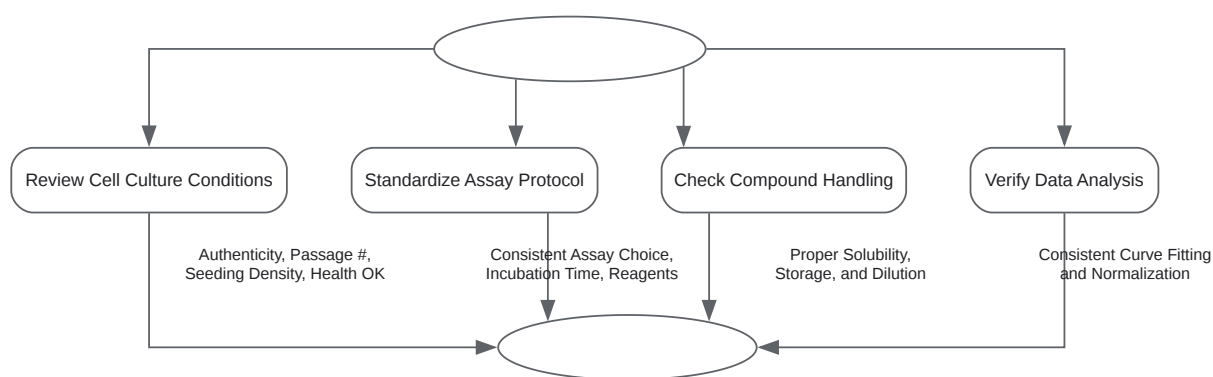 Review Cell Culture Conditions
Standardize Assay Protocol
Check Compound Handling
Verify Data Analysis
Authenticity, Passage #,
Seeding Density, Health OK
Consistent Assay Choice,
Incubation Time, Reagents
Proper Solubility,
Storage, and Dilution
Consistent Curve Fitting
and Normalization